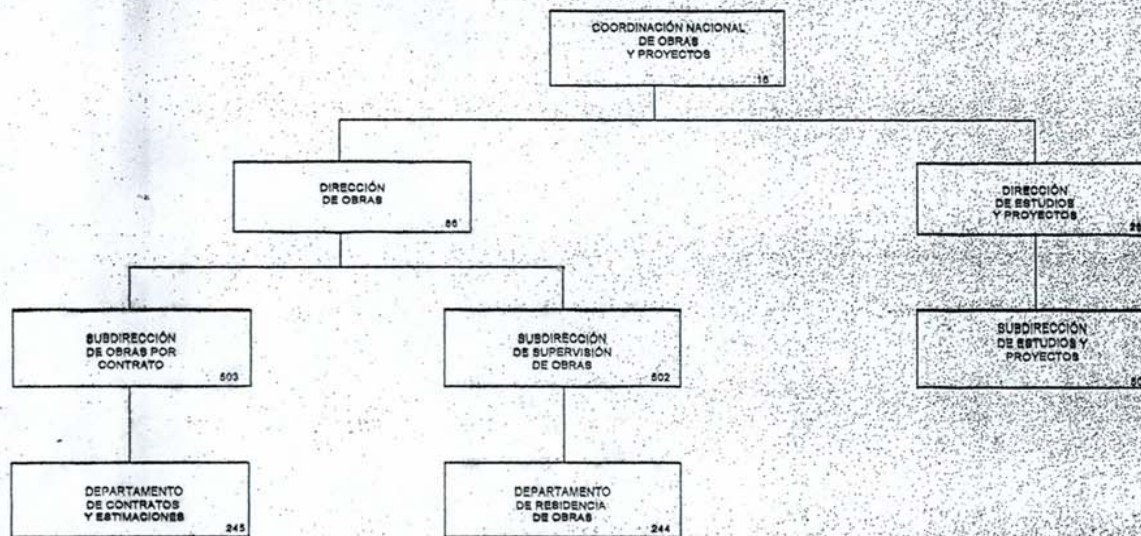 COORDINACIÓN NACIONAL
DE OBRAS
Y PROYECTOS
16
DIRECCIÓN
DE OBRAS
DIRECCIÓN
DE ESTUDIOS
Y PROYECTOS
SUBDIRECCIÓN
DE OBRAS POR
CONTRATO
503
SUBDIRECCIÓN
DE SUPERVISIÓN
DE OBRAS
502
SUBDIRECCIÓN
DE ESTUDIOS Y
PROYECTOS
DEPARTAMENTO
DE CONTRATOS
Y ESTIMACIONES
245
DEPARTAMENTO
DE RESIDENCIA
DE OBRAS
244